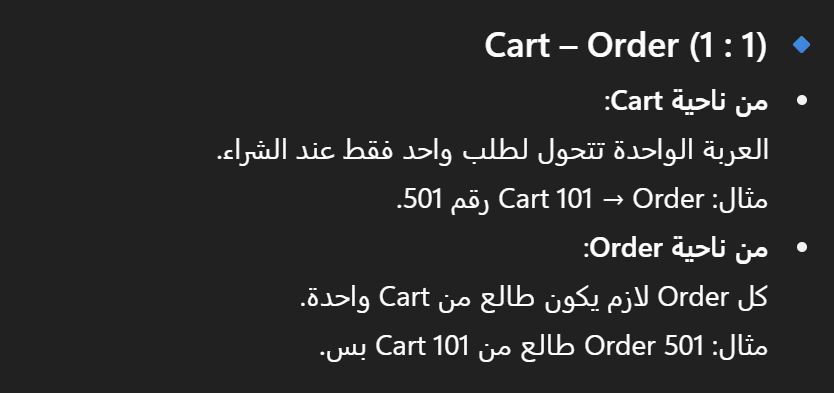 Cart – Order (1 : 1)
من ناحية Cart:
العربة الواحدة تتحول لطلب واحد فقط عند الشراء.
مثال: Cart 101 → Order رقم 501.
من ناحية Order:
كل Order لازم يكون طالع من Cart واحدة.
مثال: Order 501 طالع من Cart 101 بس.